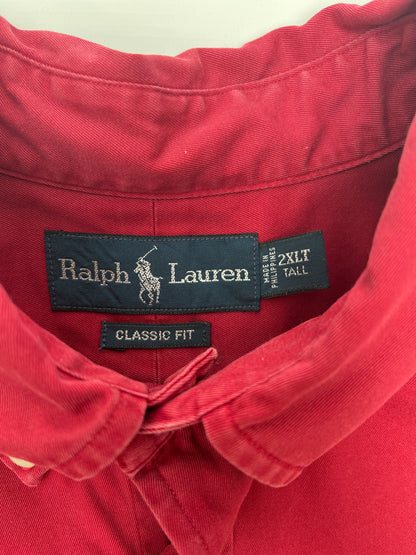 Ralph Lauren
MADE IN
PHILIPPINES
2XLT
TALL
CLASSIC FIT